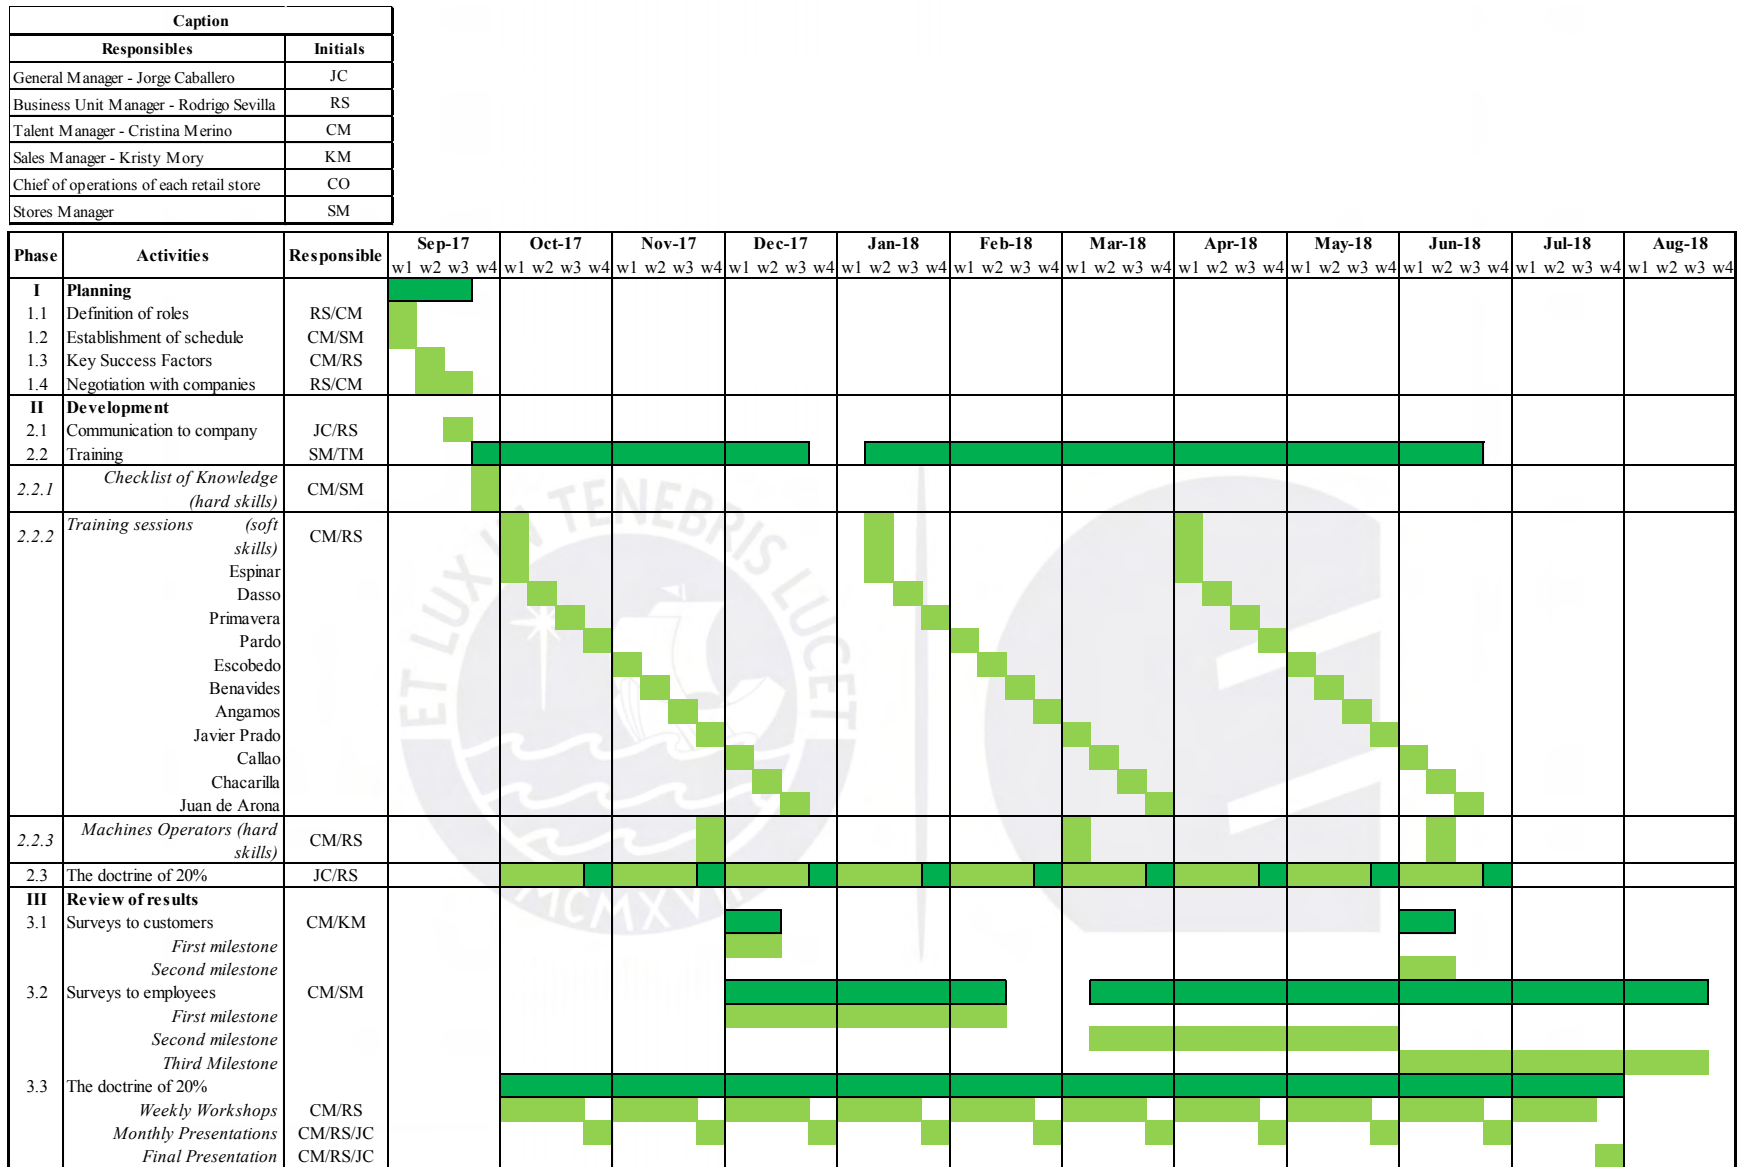 Caption
Responsibles Initials
General Manager - Jorge Caballero JC
Business Unit Manager - Rodrigo Sevilla RS
Talent Manager - Cristina Merino CM
Sales Manager - Kristy Mory KM
Chief of operations of each retail store CO
Stores Manager SM
Phase Activities Responsible Sep-17 Oct-17 Nov-17 Dec-17 Jan-18 Feb-18 Mar-18 Apr-18 May-18 Jun-18 Jul-18 Aug-18
w1 w2 w3 w4 w1 w2 w3 w4 w1 w2 w3 w4 w1 w2 w3 w4 w1 w2 w3 w4 w1 w2 w3 w4 w1 w2 w3 w4 w1 w2 w3 w4 w1 w2 w3 w4 w1 w2 w3 w4 w1 w2 w3 w4 w1 w2 w3 w4
I Planning
1.1 Definition of roles RS/CM
1.2 Establishment of schedule CM/SM
1.3 Key Success Factors CM/RS
1.4 Negotiation with companies RS/CM
II Development
2.1 Communication to company JC/RS
2.2 Training SM/TM
2.2.1 Checklist of Knowledge
(hard skills) CM/SM
2.2.2 Training sessions (soft
skills) CM/RS
Espinar
Dasso
Primavera
Pardo
Escobedo
Benavides
Angamos
Javier Prado
Callao
Chacarilla
Juan de Arona
2.2.3 Machines Operators (hard
skills) CM/RS
2.3 The doctrine of 20% JC/RS
III Review of results
3.1 Surveys to customers CM/KM
First milestone
Second milestone
3.2 Surveys to employees CM/SM
First milestone
Second milestone
Third Milestone
3.3 The doctrine of 20%
Weekly Workshops CM/RS
Monthly Presentations CM/RS/JC
Final Presentation CM/RS/JC
ET LUX IN TENEBRIS LUCET